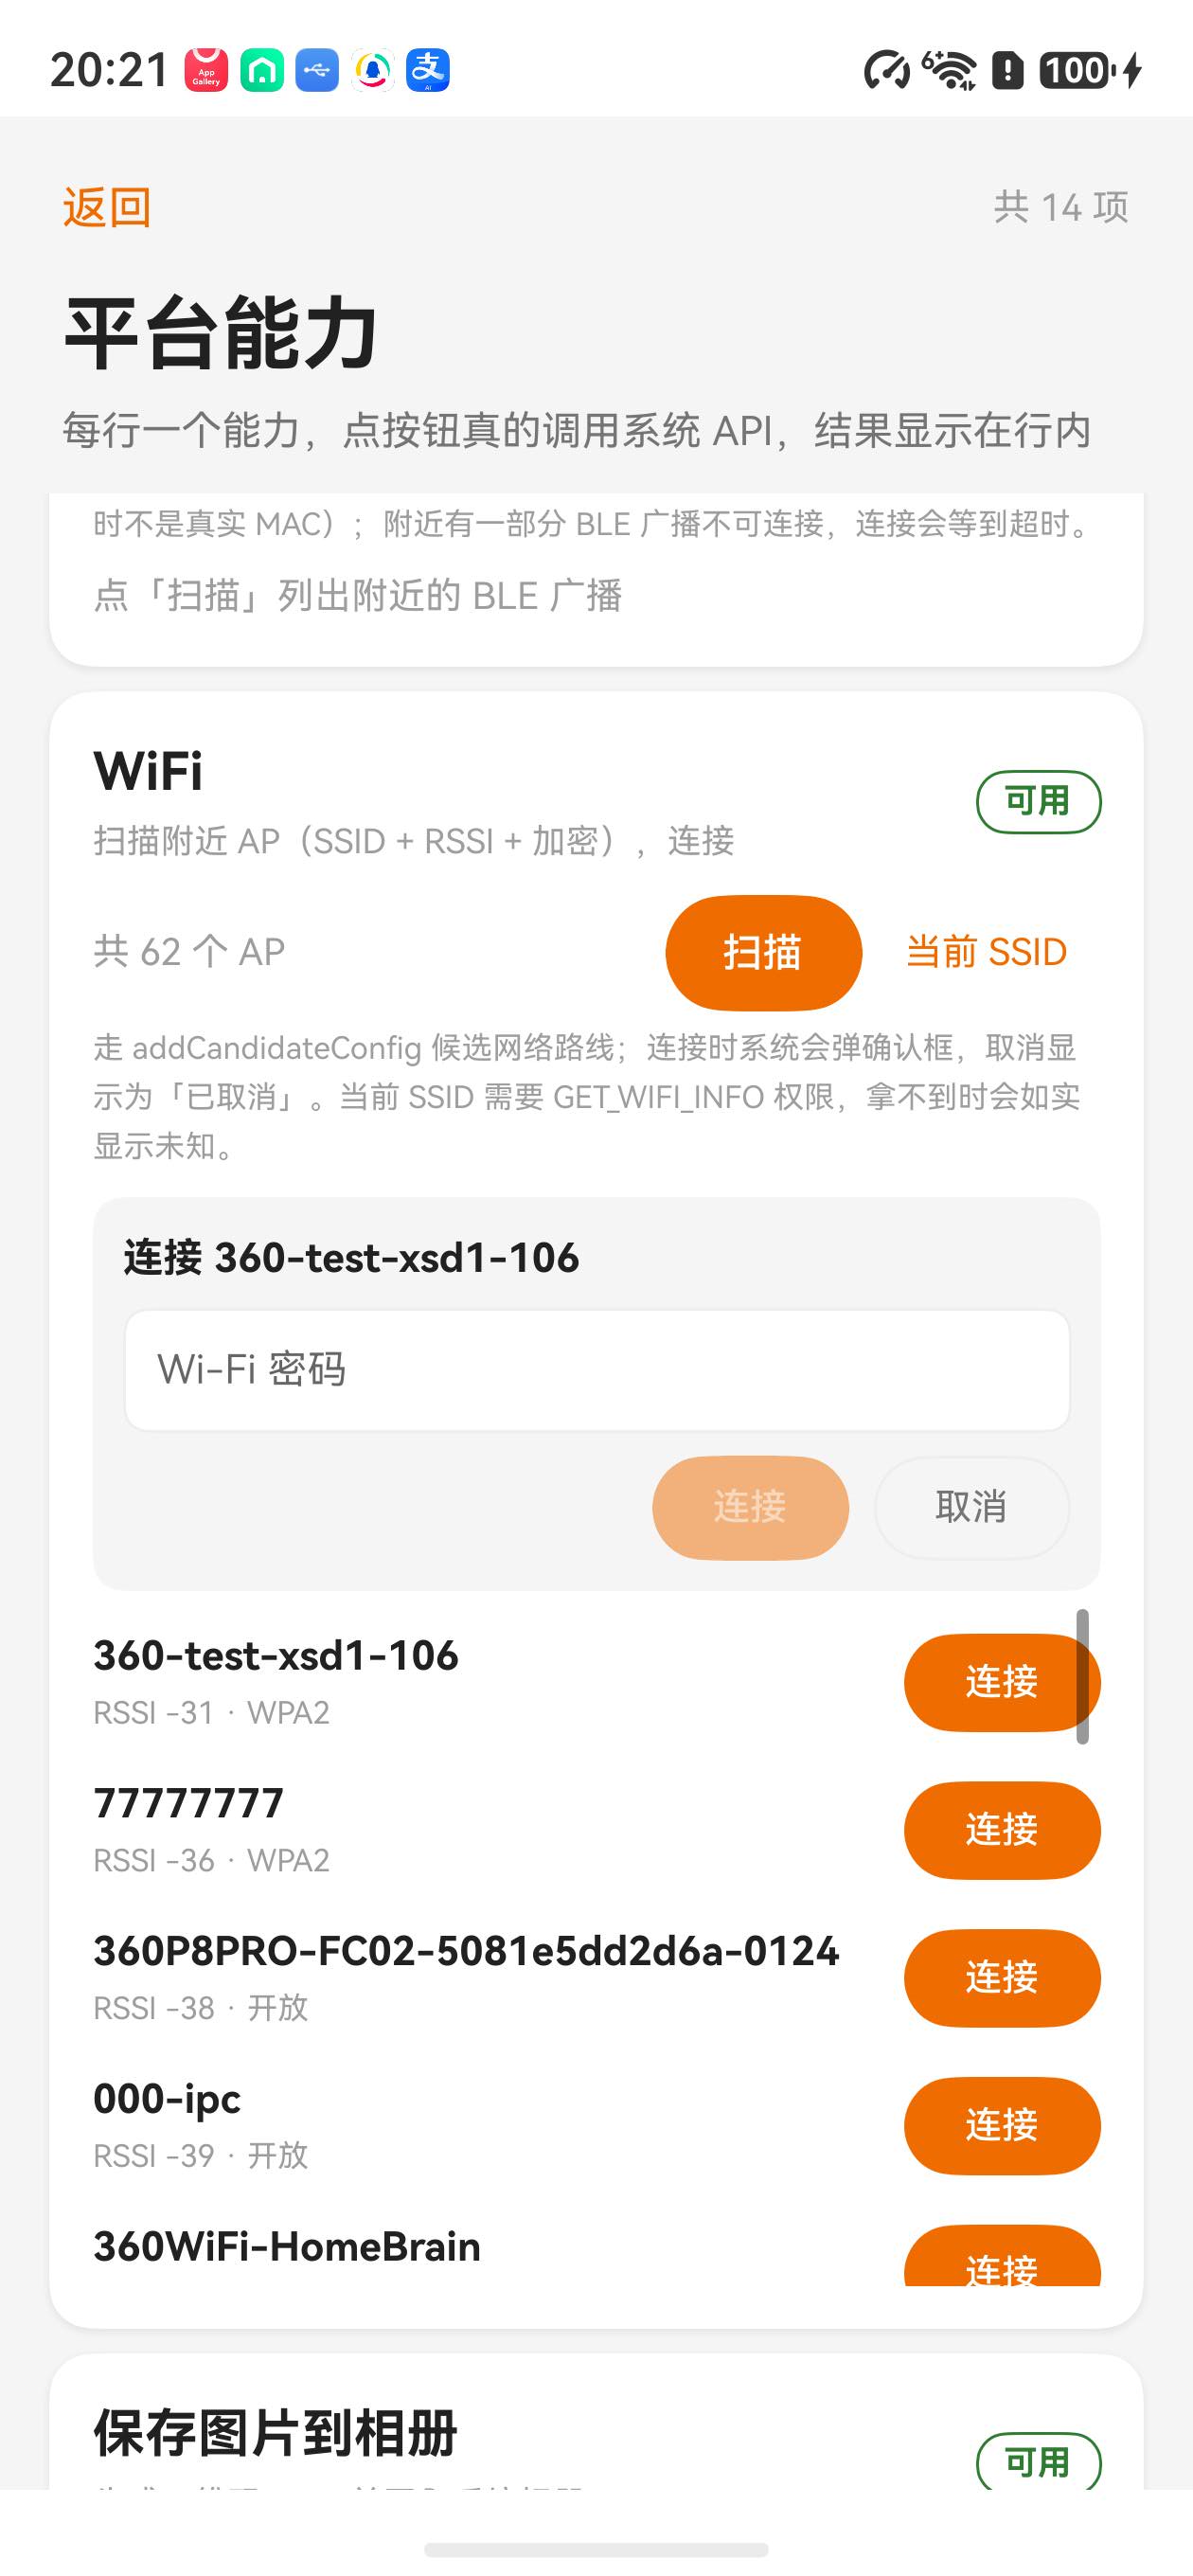 20:21
App
Gallery
支
AI
6+
100
返回
共 14 项
平台能力
每行一个能力，点按钮真的调用系统 API，结果显示在行内
时不是真实 MAC）；附近有一部分 BLE 广播不可连接，连接会等到超时。
点「扫描」列出附近的 BLE 广播
WiFi
可用
扫描附近 AP（SSID + RSSI + 加密），连接
共 62 个 AP
扫描
当前 SSID
走 addCandidateConfig 候选网络路线；连接时系统会弹确认框，取消显
示为「已取消」。当前 SSID 需要 GET_WIFI_INFO 权限，拿不到时会如实
显示未知。
连接 360-test-xsd1-106
Wi-Fi 密码
连接
取消
360-test-xsd1-106
RSSI -31 · WPA2
连接
77777777
RSSI -36 · WPA2
连接
360P8PRO-FC02-5081e5dd2d6a-0124
RSSI -38 · 开放
连接
000-ipc
RSSI -39 · 开放
连接
360WiFi-HomeBrain
连接
保存图片到相册
可用